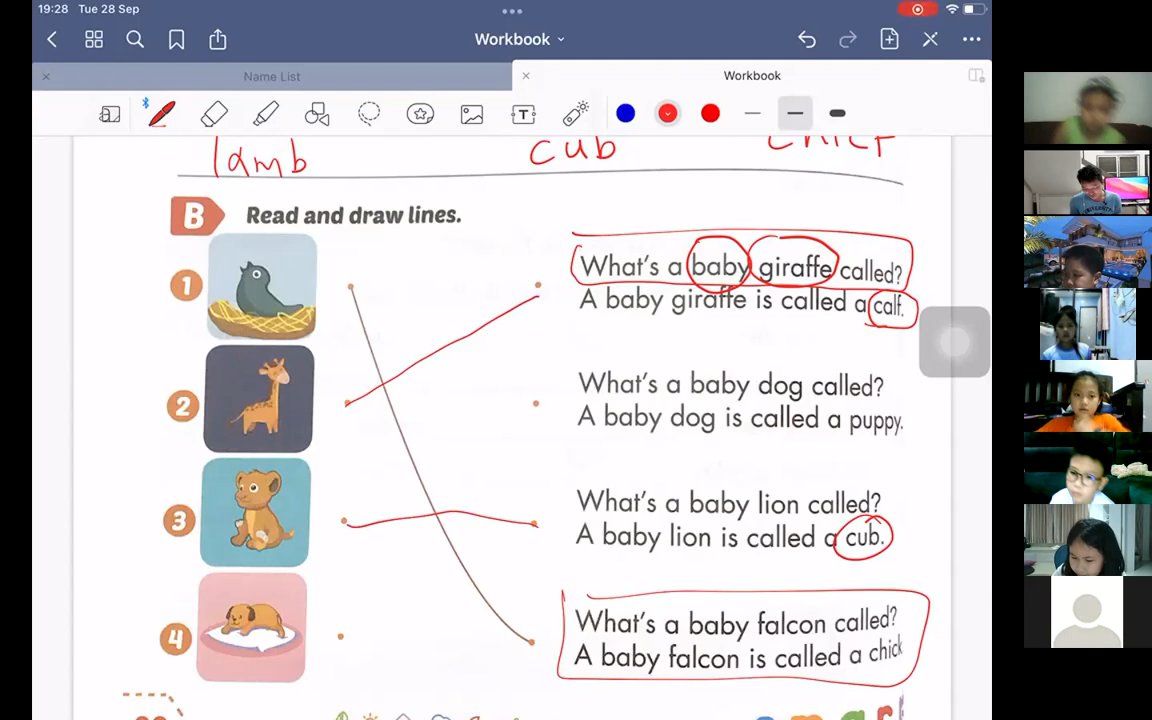 19:28 Tue 28 Sep
Workbook
Name List
Workbook
lamb
cub
B Read and draw lines.
1
What's a baby giraffe called?
A baby giraffe is called a calf.
2
What's a baby dog called?
A baby dog is called a puppy.
3
What's a baby lion called?
A baby lion is called a cub.
4
What's a baby falcon called?
A baby falcon is called a chick